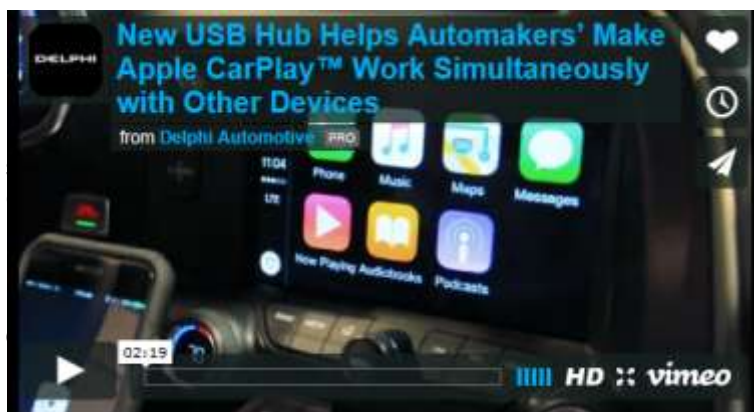 DELPHI
New USB Hub Helps Automakers’ Make
Apple CarPlay™ Work Simultaneously
with Other Devices
from Delphi Automotive PRO
11:04
LTE
Phone
Music
Maps
Messages
Now Playing
Audiobooks
Podcasts
02:19
HD
vimeo